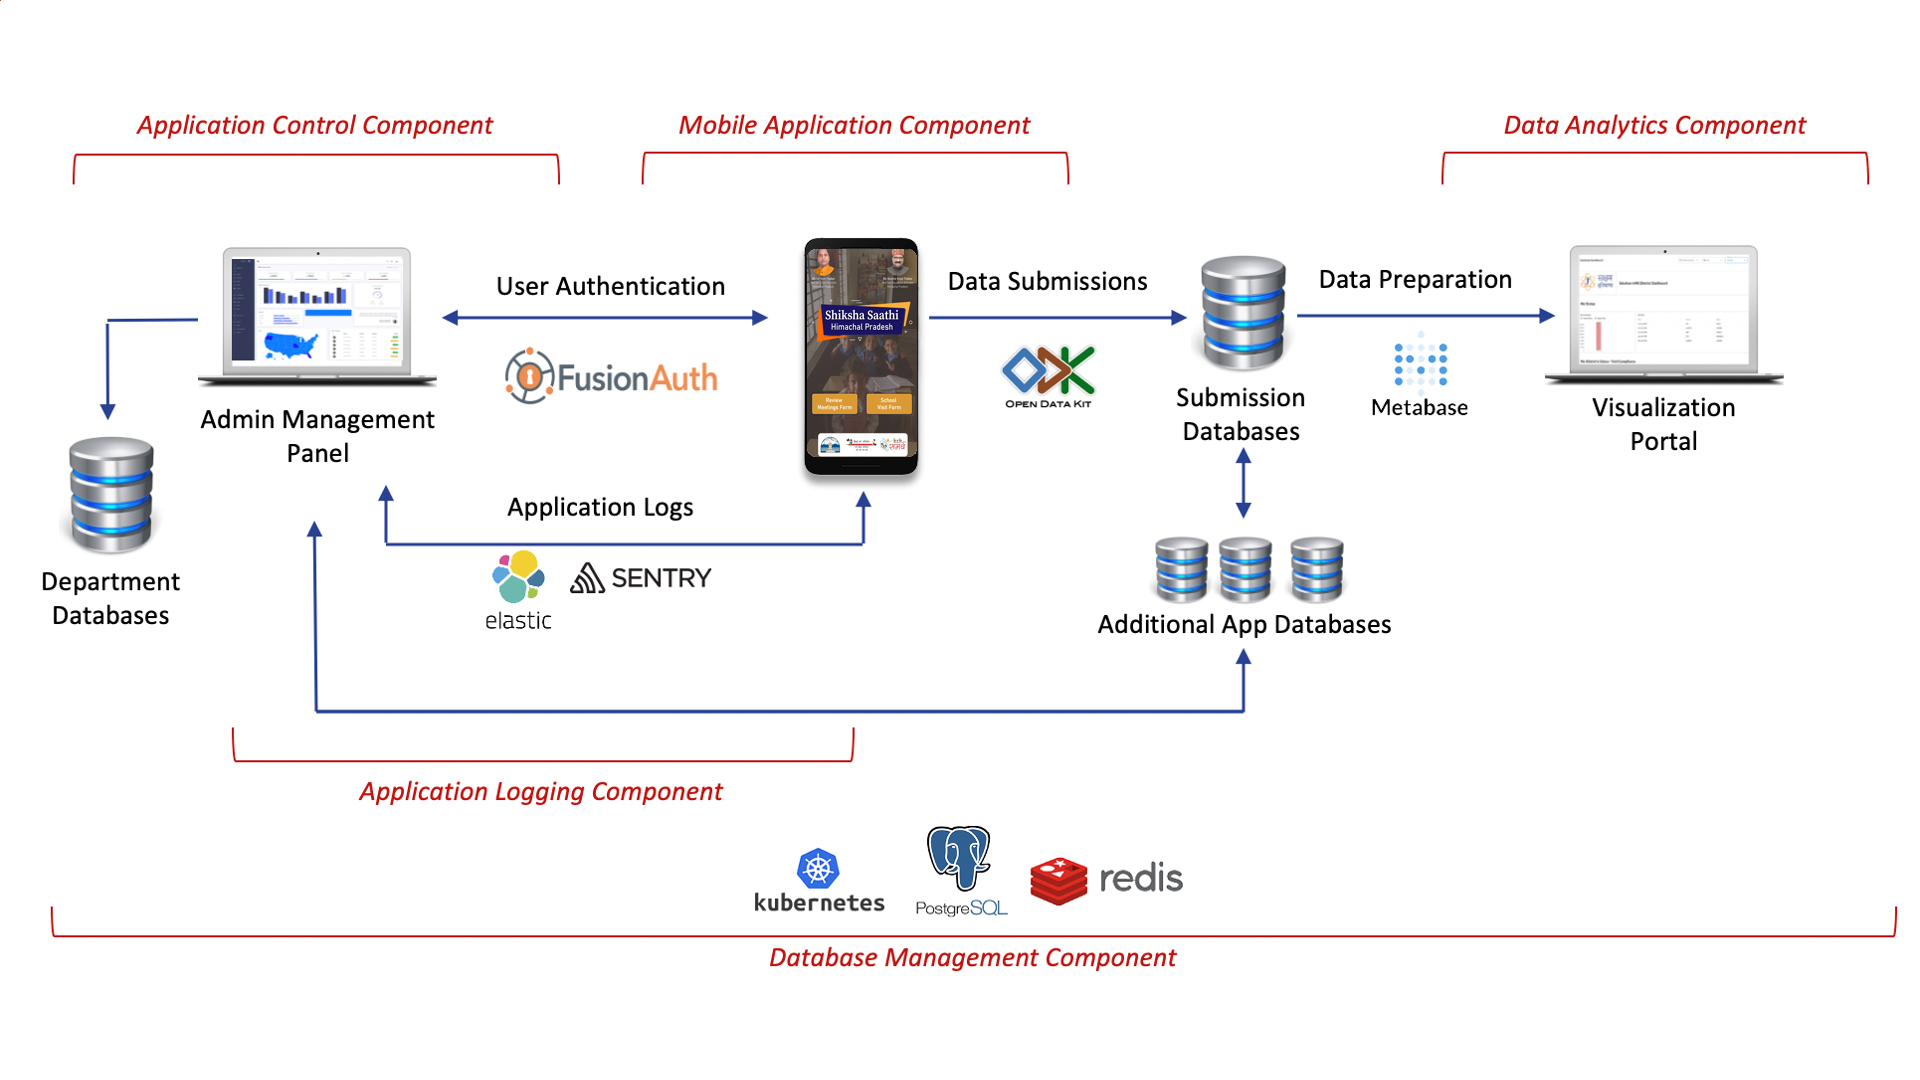 Application Control Component
Mobile Application Component
Data Analytics Component
User Authentication
FusionAuth
Data Submissions
OPEN DATA KIT
Data Preparation
Metabase
Shiksha Saathi
Himachal Pradesh
Review
Meetings Form
School
Visit Form
Admin Management
Panel
Submission
Databases
Visualization
Portal
Application Logs
elastic
SENTRY
Department
Databases
Additional App Databases
Application Logging Component
kubernetes
PostgreSQL
redis
Database Management Component